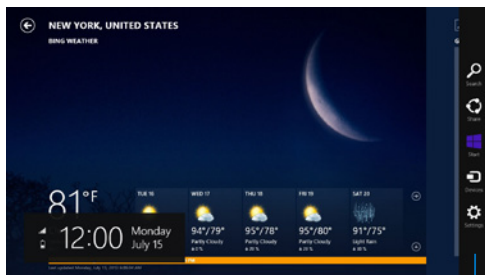 NEW YORK, UNITED STATES
BING WEATHER
Search
Share
Start
Devices
Settings
81°F
TUE 16
WED 17
THU 18
FRI 19
SAT 20
12:00
Monday
July 15
94°/79°
95°/78°
95°/80°
91°/75°
Partly Cloudy
Partly Cloudy
Partly Cloudy
Light Rain